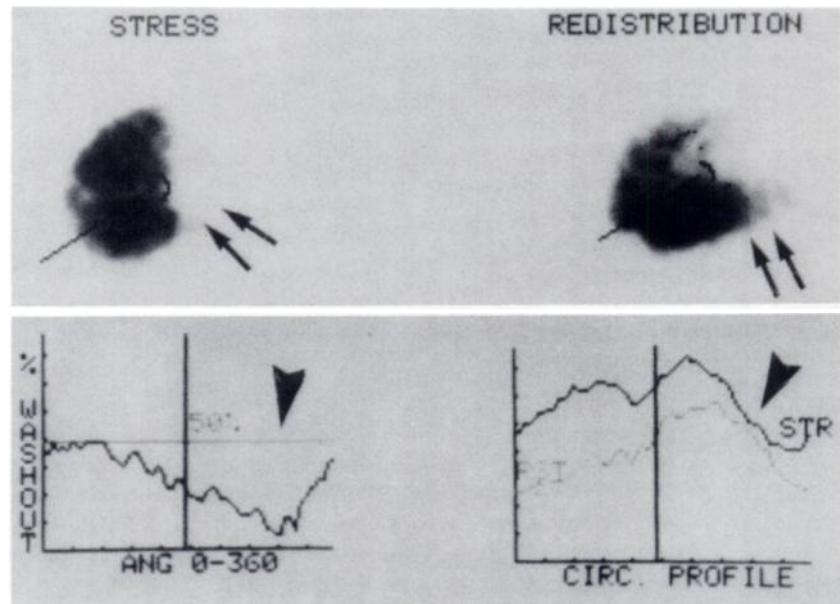 STRESS
REDISTRIBUTION
% WASHOUT
50%
ANG 0-360
STR
CIRC. PROFILE